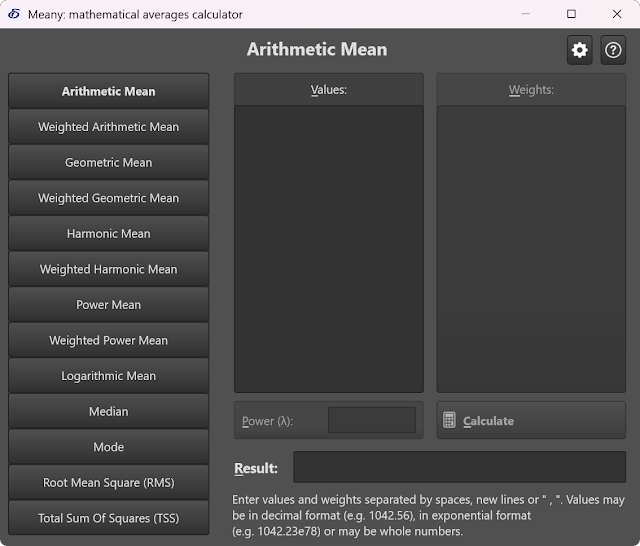 Meany: mathematical averages calculator
Arithmetic Mean
Arithmetic Mean
Weighted Arithmetic Mean
Geometric Mean
Weighted Geometric Mean
Harmonic Mean
Weighted Harmonic Mean
Power Mean
Weighted Power Mean
Logarithmic Mean
Median
Mode
Root Mean Square (RMS)
Total Sum Of Squares (TSS)
Values:
Weights:
Power (λ):
Calculate
Result:
Enter values and weights separated by spaces, new lines or " , ". Values may
be in decimal format (e.g. 1042.56), in exponential format
(e.g. 1042.23e78) or may be whole numbers.